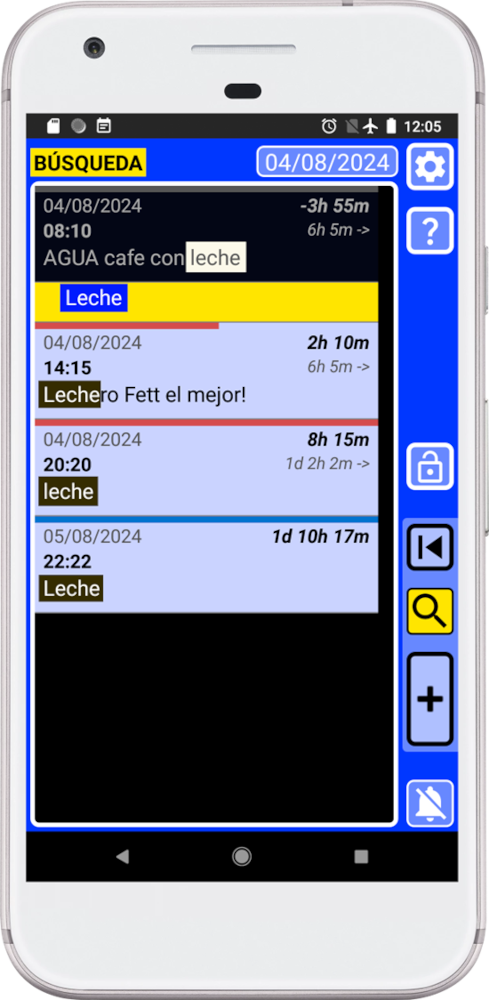 12:05
BÚSQUEDA 04/08/2024
?
04/08/2024 -3h 55m
08:10 6h 5m ->
AGUA cafe con leche
Leche
04/08/2024 2h 10m
14:15 6h 5m ->
Lechero Fett el mejor!
04/08/2024 8h 15m
20:20 1d 2h 2m ->
leche
05/08/2024 1d 10h 17m
22:22
Leche
+